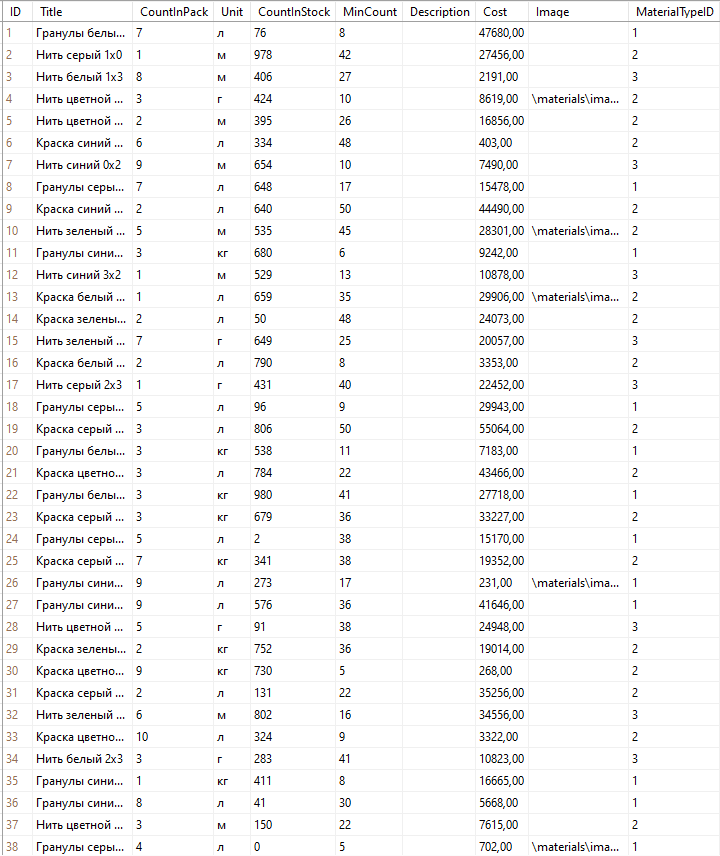 ID Title CountInPack Unit CountInStock MinCount Description Cost Image MaterialTypeID
1 Гранулы белы... 7 л 76 8 47680,00 1
2 Нить серый 1x0 1 м 978 42 27456,00 2
3 Нить белый 1x3 8 м 406 27 2191,00 3
4 Нить цветной ... 3 г 424 10 8619,00 \materials\ima... 2
5 Нить цветной ... 2 м 395 26 16856,00 2
6 Краска синий ... 6 л 334 48 403,00 2
7 Нить синий 0x2 9 м 654 10 7490,00 3
8 Гранулы серы... 7 л 648 17 15478,00 1
9 Краска синий ... 2 л 640 50 44490,00 2
10 Нить зеленый ... 5 м 535 45 28301,00 \materials\ima... 2
11 Гранулы сини... 3 кг 680 6 9242,00 1
12 Нить синий 3x2 1 м 529 13 10878,00 3
13 Краска белый ... 1 л 659 35 29906,00 \materials\ima... 2
14 Краска зелены... 2 л 50 48 24073,00 2
15 Нить зеленый ... 7 г 649 25 20057,00 3
16 Краска белый ... 2 л 790 8 3353,00 2
17 Нить серый 2x3 1 г 431 40 22452,00 3
18 Гранулы серы... 5 л 96 9 29943,00 1
19 Краска серый ... 3 л 806 50 55064,00 2
20 Гранулы белы... 3 кг 538 11 7183,00 1
21 Краска цветно... 3 л 784 22 43466,00 2
22 Гранулы белы... 3 кг 980 41 27718,00 1
23 Краска серый ... 3 кг 679 36 33227,00 2
24 Гранулы серы... 5 л 2 38 15170,00 1
25 Краска серый ... 7 кг 341 38 19352,00 2
26 Гранулы сини... 9 л 273 17 231,00 \materials\ima... 1
27 Гранулы сини... 9 л 576 36 41646,00 1
28 Нить цветной ... 5 г 91 38 24948,00 3
29 Краска зелены... 2 кг 752 36 19014,00 2
30 Краска цветно... 9 кг 730 5 268,00 2
31 Краска серый ... 2 л 131 22 35256,00 2
32 Нить зеленый ... 6 м 802 16 34556,00 3
33 Краска цветно... 10 л 324 9 3322,00 2
34 Нить белый 2x3 3 г 283 41 10823,00 3
35 Гранулы сини... 1 кг 411 8 16665,00 1
36 Гранулы сини... 8 л 41 30 5668,00 1
37 Нить цветной ... 3 м 150 22 7615,00 2
38 Гранулы серы... 4 л 0 5 702,00 \materials\ima... 1